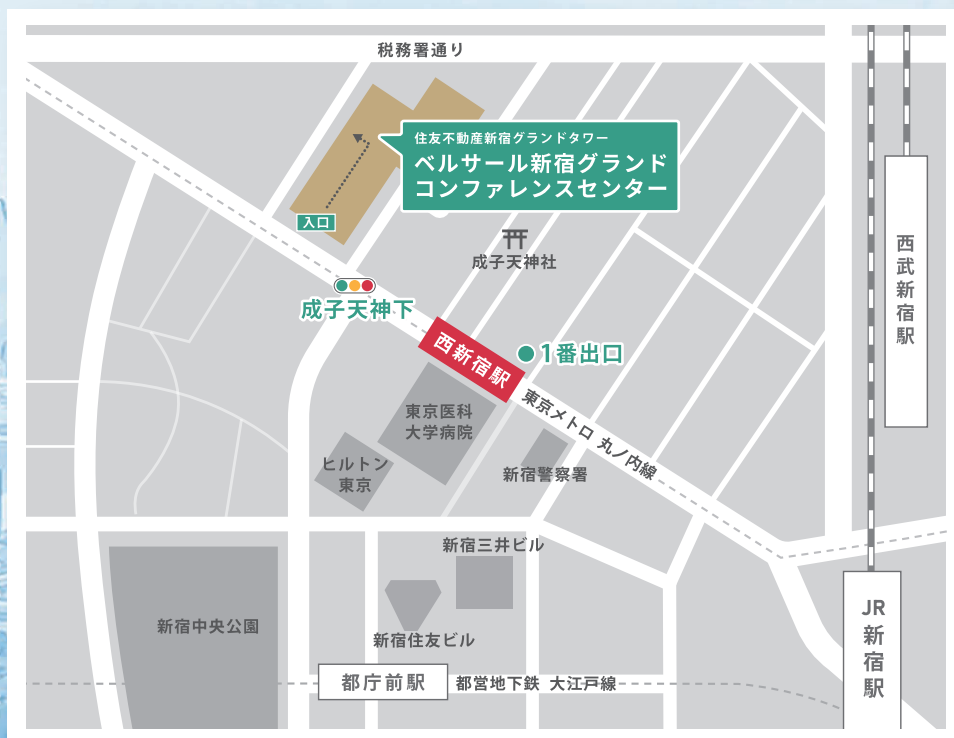 税務署通り
住友不動産新宿グランドタワー
ベルサール新宿グランド
コンファレンスセンター
入口
成子天神社
西武新宿駅
成子天神下
1番出口
西新宿駅
東京メトロ 丸ノ内線
東京医科
大学病院
ヒルトン
東京
新宿警察署
新宿三井ビル
新宿中央公園
新宿住友ビル
JR新宿駅
都庁前駅
都営地下鉄 大江戸線